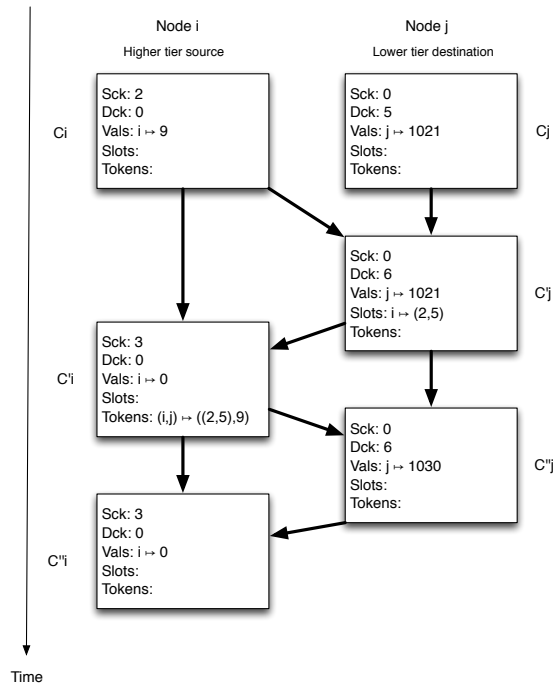 Node i
Node j
Higher tier source
Lower tier destination
Ci
Sck: 2
Dck: 0
Vals: i ↦ 9
Slots:
Tokens:
Sck: 0
Dck: 5
Vals: j ↦ 1021
Slots:
Tokens:
Cj
Sck: 0
Dck: 6
Vals: j ↦ 1021
Slots: i ↦ (2,5)
Tokens:
C'j
C'i
Sck: 3
Dck: 0
Vals: i ↦ 0
Slots:
Tokens: (i,j) ↦ ((2,5),9)
Sck: 0
Dck: 6
Vals: j ↦ 1030
Slots:
Tokens:
C"j
C"i
Sck: 3
Dck: 0
Vals: i ↦ 0
Slots:
Tokens:
Time